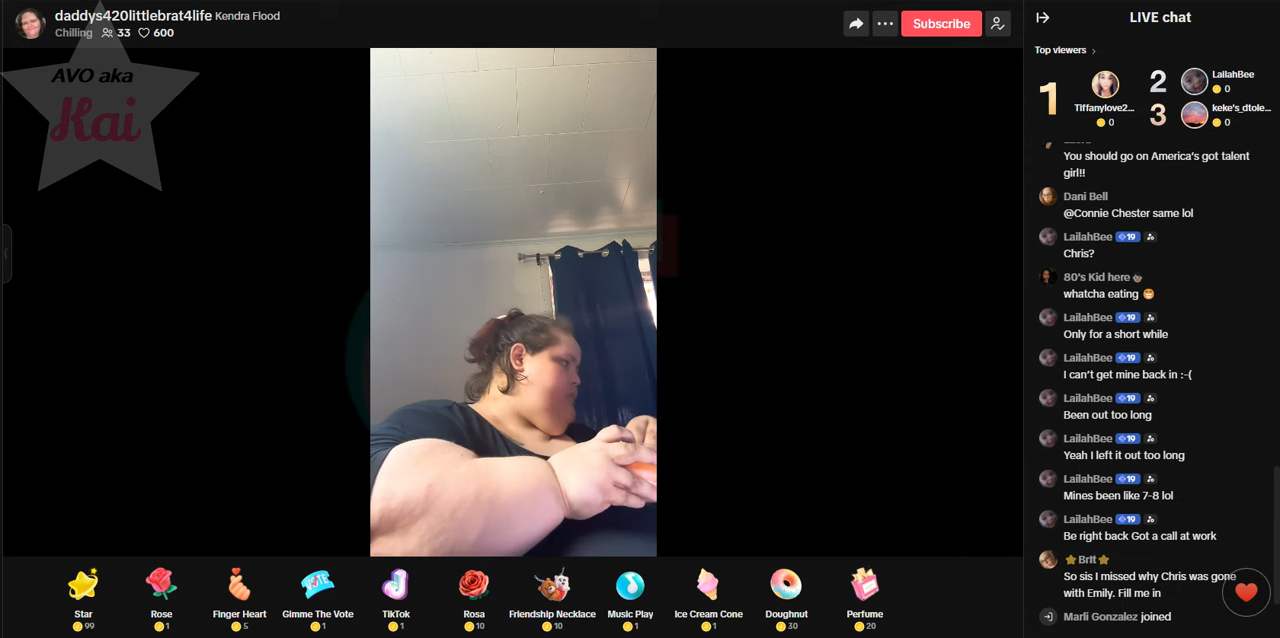 daddys420littlebrat4life Kendra Flood
Chilling 33 600
Subscribe
AVO aka
Kai
LIVE chat
Top viewers
1
Tiffanylove2...
0
2
LailahBee
0
3
keke's_dtole...
0
You should go on America's got talent
girl!!
Dani Bell
@Connie Chester same lol
LailahBee 19
Chris?
80's Kid here
whatcha eating
LailahBee 19
Only for a short while
LailahBee 19
I can't get mine back in :-(
LailahBee 19
Been out too long
LailahBee 19
Yeah I left it out too long
LailahBee 19
Mines been like 7-8 lol
LailahBee 19
Be right back Got a call at work
Brit
So sis I missed why Chris was gone
with Emily. Fill me in
Marli Gonzalez joined
Star
99
Rose
1
Finger Heart
5
Gimme The Vote
1
TikTok
1
Rosa
10
Friendship Necklace
10
Music Play
1
Ice Cream Cone
1
Doughnut
30
Perfume
20